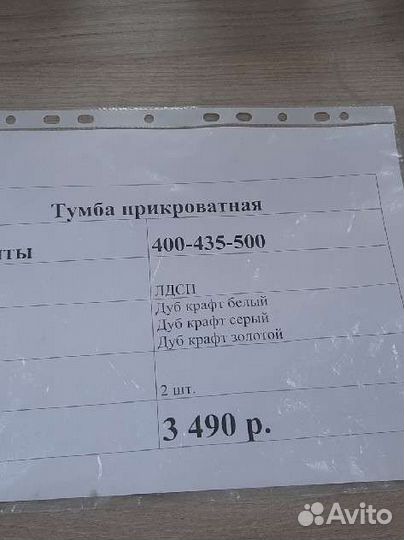 Тумба прикроватная
400-435-500
ЛДСП
Дуб крафт белый
Дуб крафт серый
Дуб крафт золотой
2 шт.
3 490 р.
Avito